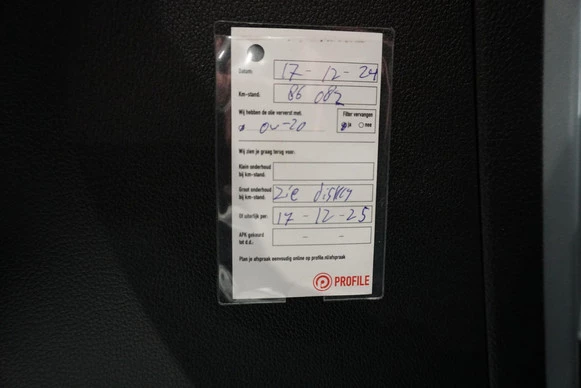 Datum: 17-12-24
Km-stand: 86 082
Wij hebben de olie ververst met: Filter vervangen
0W-20 ja nee
Wij zien je graag terug voor:
Klein onderhoud
bij km-stand:
Groot onderhoud
bij km-stand: zie display
Uiterlijk per: 17-12-25
APK gekeurd
tot d.d.: - -
Plan je afspraak eenvoudig online op profile.nl/afspraak
PROFILE